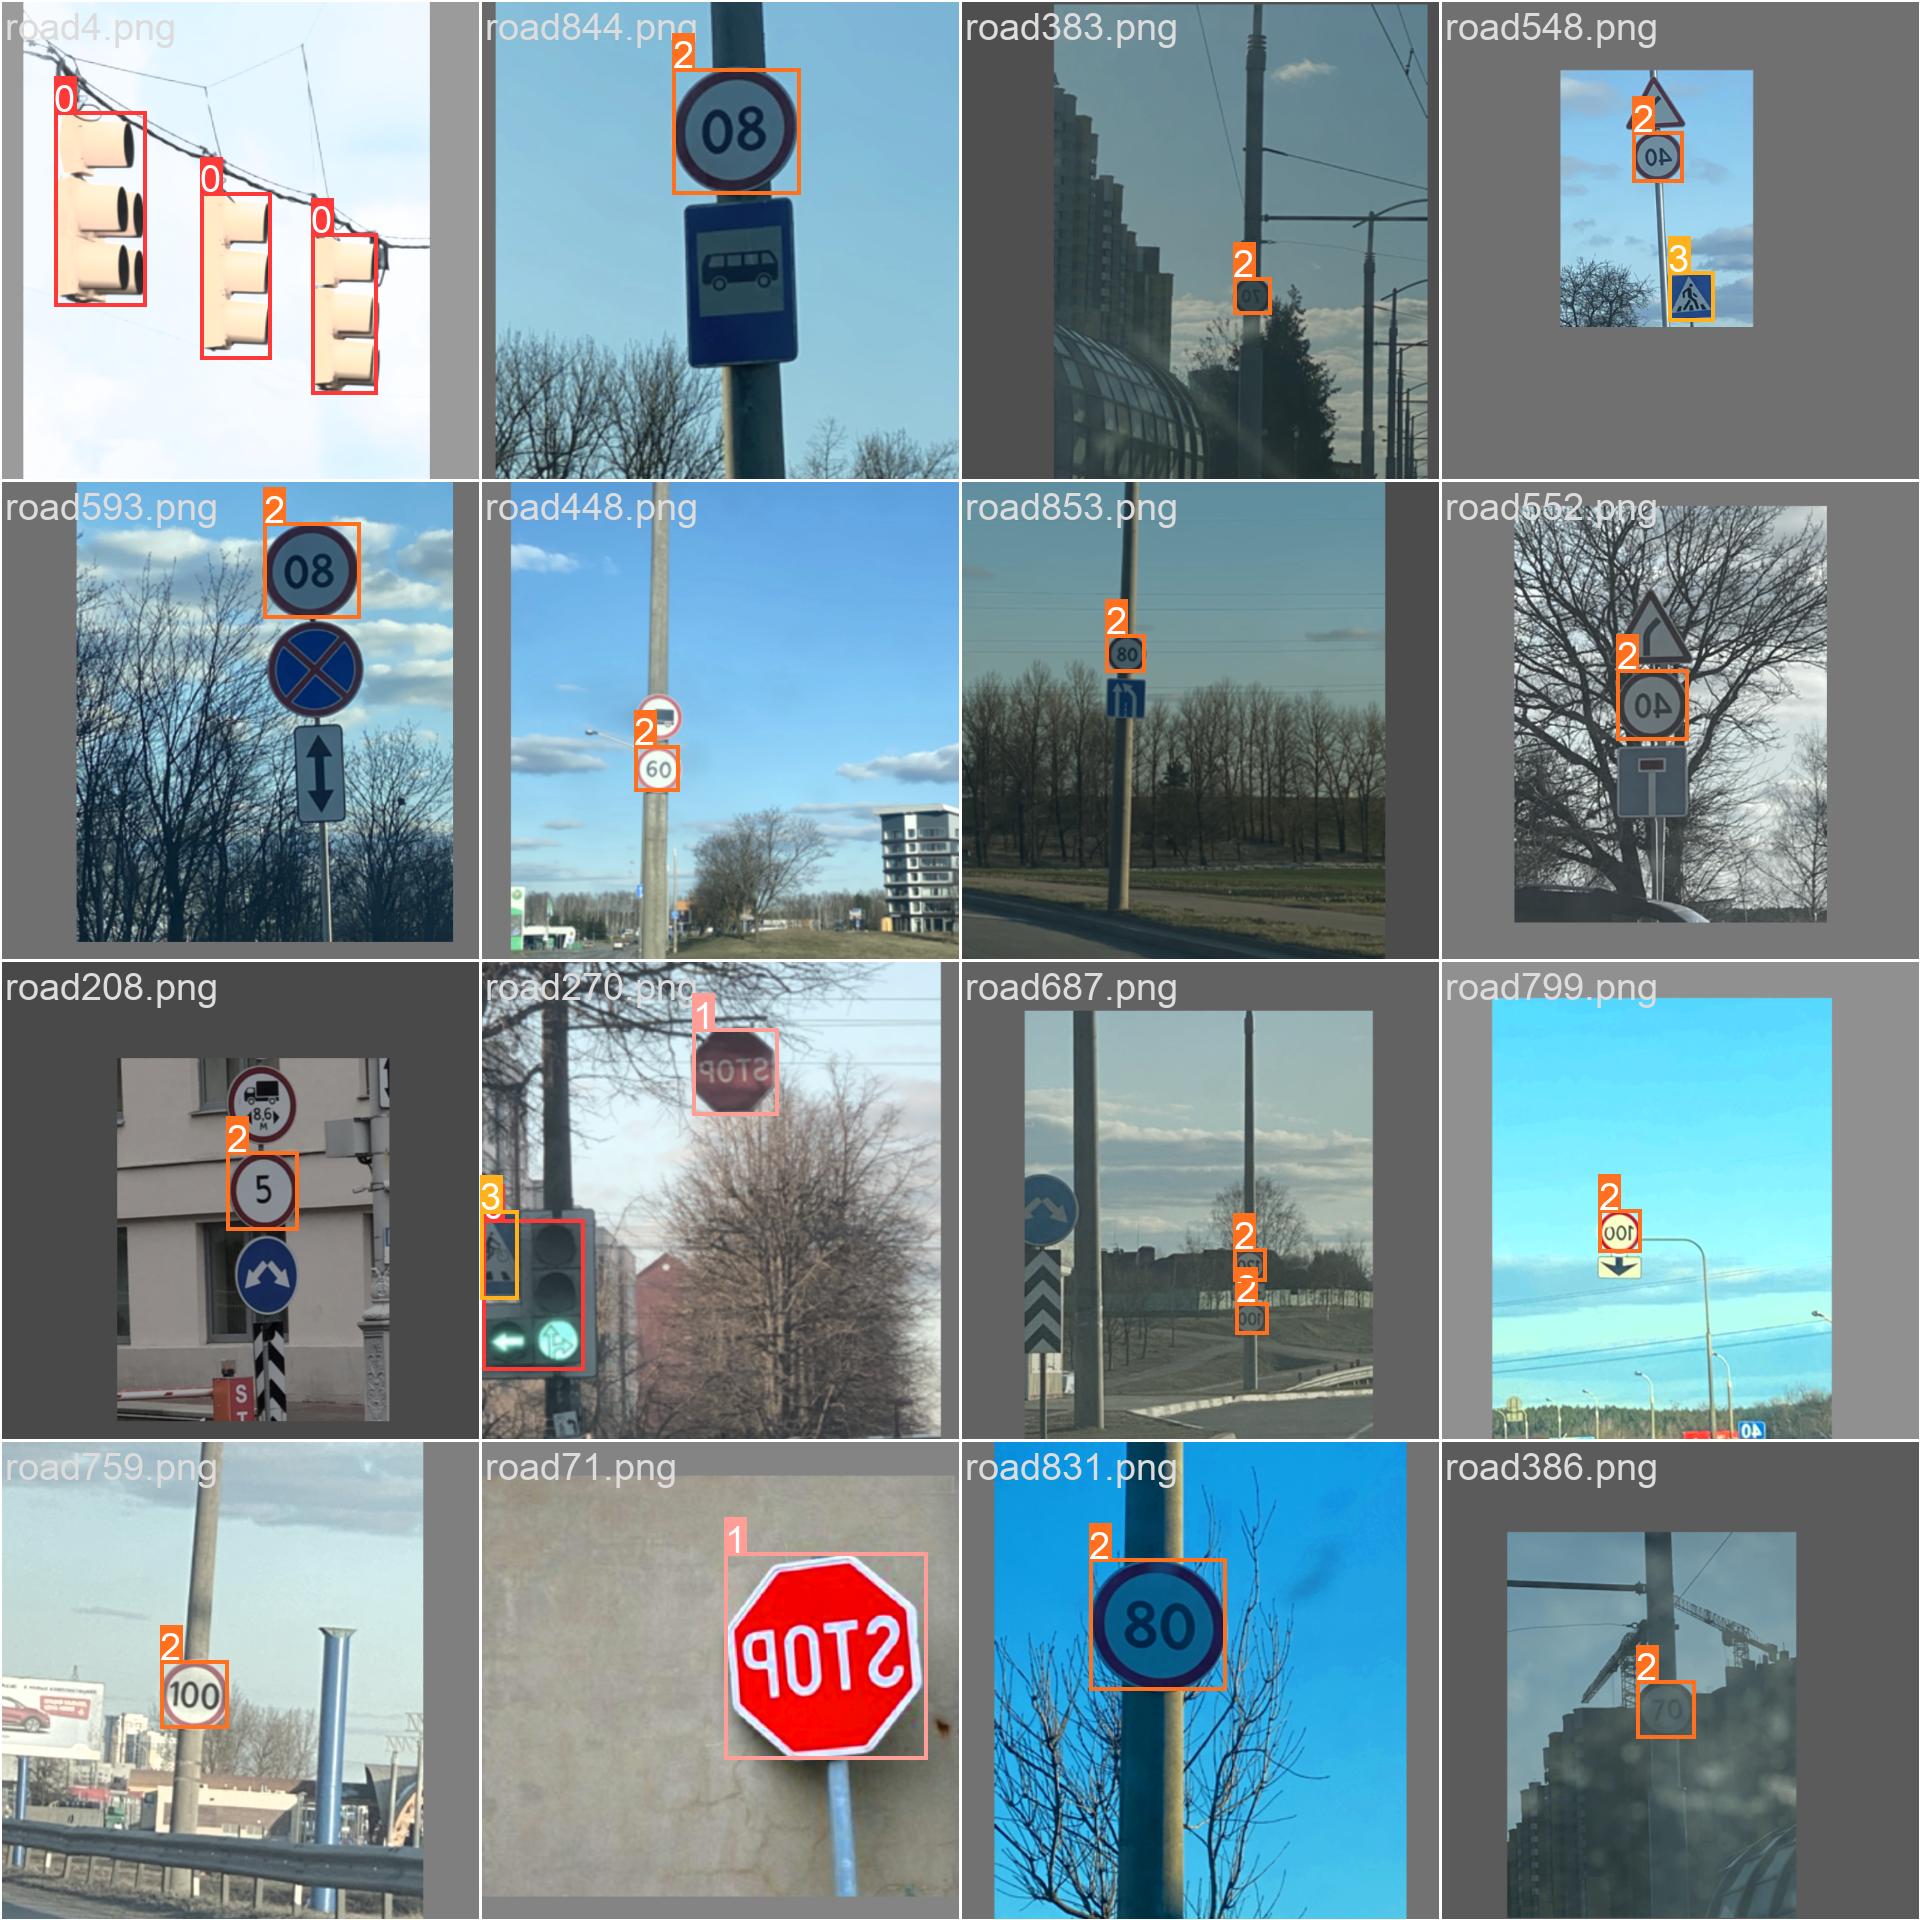 road4.png
0
0
0
road844.png
2
08
road383.png
2
70
road548.png
2
40
3
road593.png
2
08
road448.png
2
60
road853.png
2
80
road552.png
2
40
road208.png
8,6
М
2
5
S
T
road270.png
1
STOP
3
road687.png
2
120
2
100
road799.png
2
100
40
road759.png
2
100
road71.png
1
STOP
road831.png
2
80
road386.png
2
70